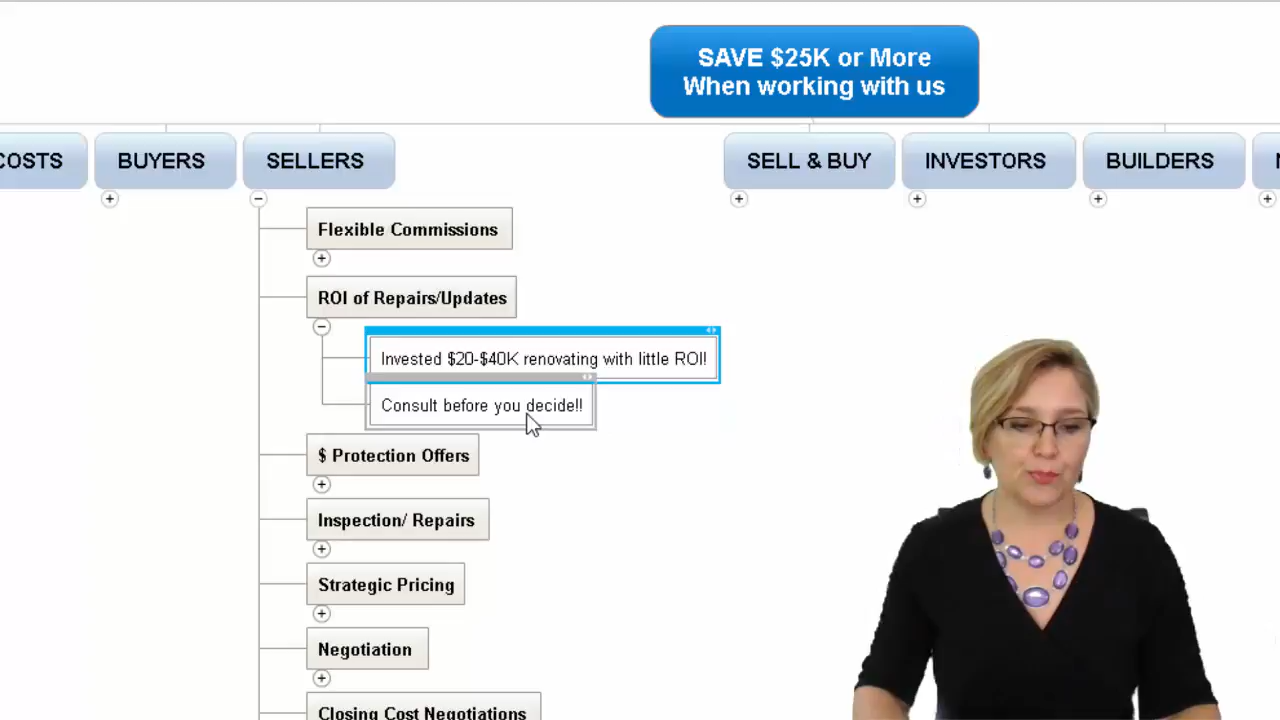 SAVE $25K or More
When working with us
COSTS
BUYERS
SELLERS
SELL & BUY
INVESTORS
BUILDERS
Flexible Commissions
ROI of Repairs/Updates
Invested $20-$40K renovating with little ROI!
Consult before you decide!!
$ Protection Offers
Inspection/ Repairs
Strategic Pricing
Negotiation
Closing Cost Negotiations